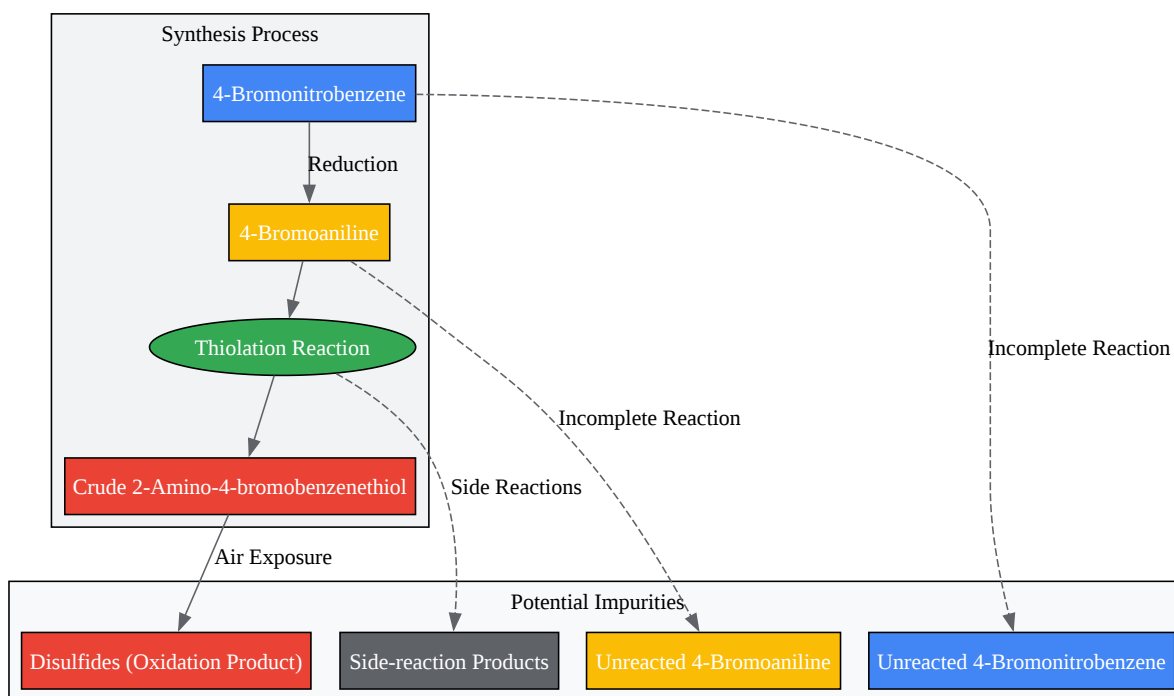 Synthesis Process
4-Bromonitrobenzene
Reduction
4-Bromoaniline
Thiolation Reaction
Incomplete Reaction
Incomplete Reaction
Crude 2-Amino-4-bromobenzenethiol
Side Reactions
Air Exposure
Potential Impurities
Disulfides (Oxidation Product)
Side-reaction Products
Unreacted 4-Bromoaniline
Unreacted 4-Bromonitrobenzene